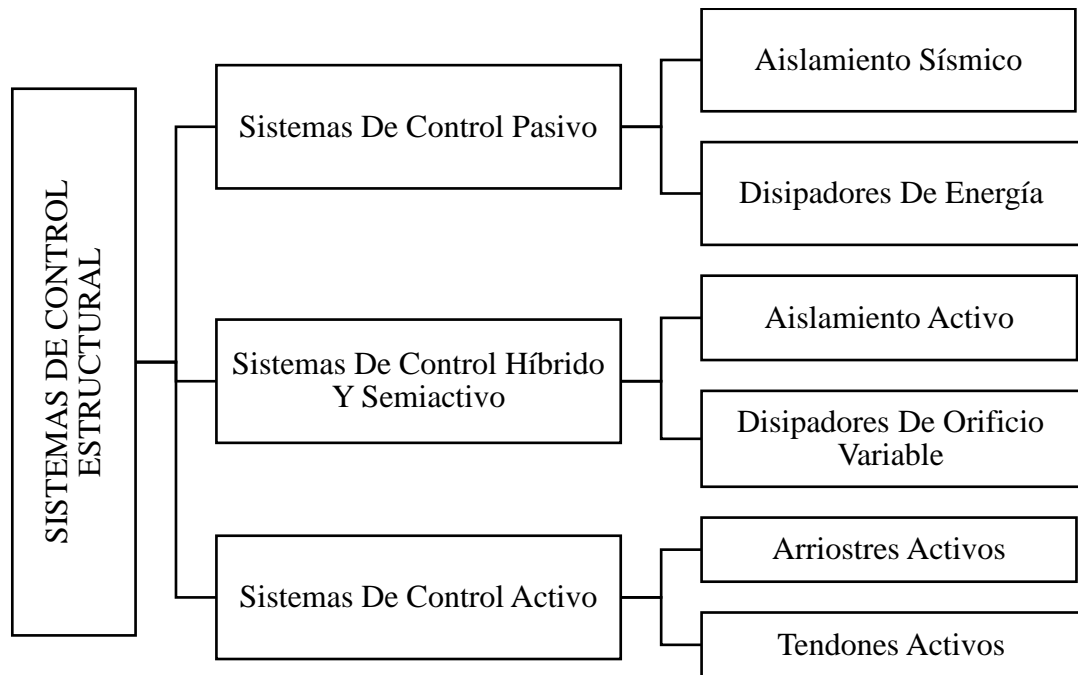 SISTEMAS DE CONTROL
ESTRUCTURAL
Sistemas De Control Pasivo
Aislamiento Sísmico
Disipadores De Energía
Sistemas De Control Híbrido
Y Semiactivo
Aislamiento Activo
Disipadores De Orificio
Variable
Sistemas De Control Activo
Arriostres Activos
Tendones Activos